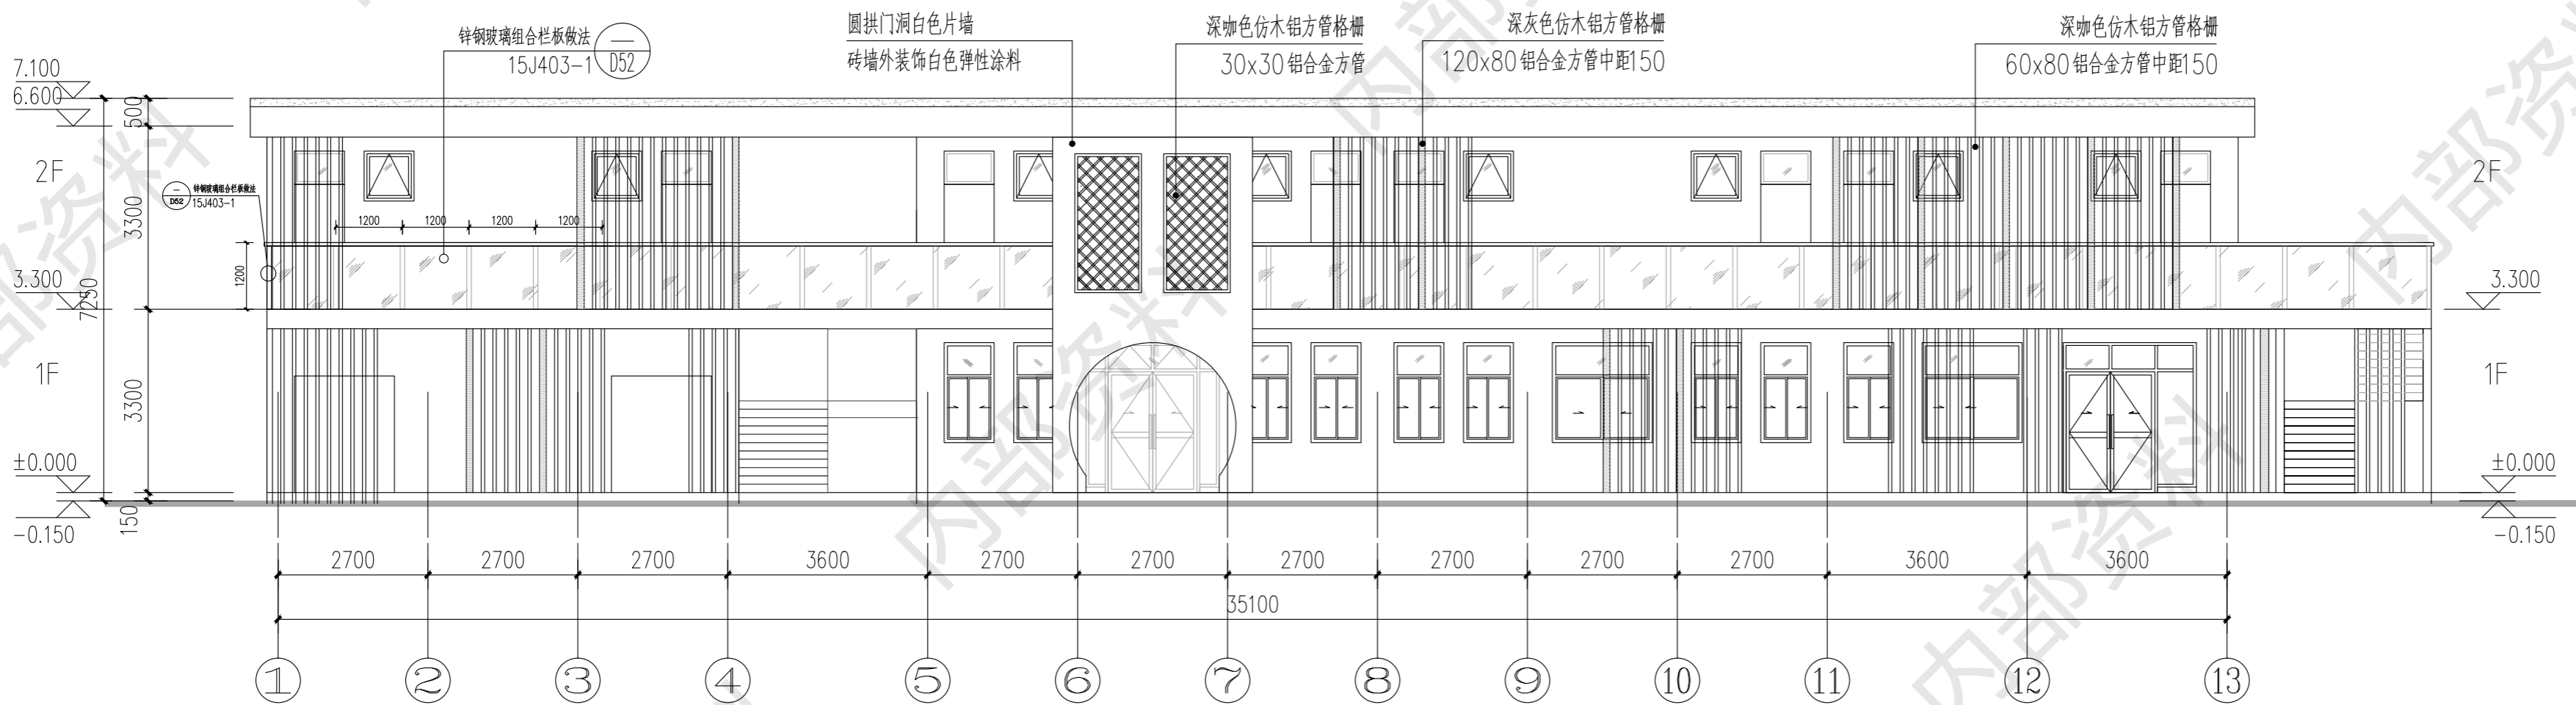 锌钢玻璃组合栏板做法
15J403-1
—
D52
圆拱门洞白色片墙
砖墙外装饰白色弹性涂料
深咖色仿木铝方管格栅
30x30铝合金方管
深灰色仿木铝方管格栅
120x80铝合金方管中距150
深咖色仿木铝方管格栅
60x80铝合金方管中距150
7.100
6.600
500
2F
2F
—
D52
锌钢玻璃组合栏板做法
15J403-1
3300
1200
1200
1200
1200
1200
3.300
3.300
7250
1F
1F
3300
±0.000
±0.000
150
-0.150
-0.150
2700
2700
2700
3600
2700
2700
2700
2700
2700
2700
3600
3600
35100
1
2
3
4
5
6
7
8
9
10
11
12
13
内部资料
内部资料
内部资料
内部资料
内部资料
内部资料